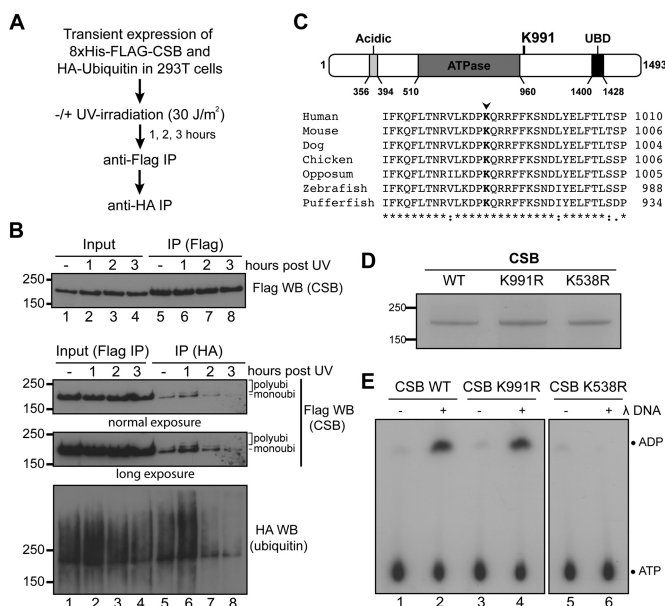 A
Transient expression of
8xHis-FLAG-CSB and
HA-Ubiquitin in 293T cells
-/+ UV-irradiation (30 J/m²)
1, 2, 3 hours
anti-Flag IP
anti-HA IP
B
Input IP (Flag)
- 1 2 3 - 1 2 3 hours post UV
250
150
Flag WB (CSB)
1 2 3 4 5 6 7 8
Input (Flag IP) IP (HA)
- 1 2 3 - 1 2 3 hours post UV
250
150
polyubi
monoubi
normal exposure
250
150
polyubi
monoubi
long exposure
Flag WB
(CSB)
HA WB
(ubiquitin)
250
150
1 2 3 4 5 6 7 8
C
K991
Acidic UBD
1 ATPase 1493
356 394 510 960 1400 1428
Human IFKQFLTNRVLKDPKQRRFFKSNDLYELFTLTSP 1010
Mouse IFKQFLTNRVLKDPKQRRFFKSNDLYELFTLTSP 1006
Dog IFKQFLTNRVLKDPKQRRFFKSNDLYELFTLTSP 1004
Chicken IFKQFLTNRVLKDPKQRRFFKSNDLYELFTLTSP 1006
Opposum IFKQFLTNRILKDPKQRRFFKSNDLYELFTLTSP 1005
Zebrafish IFKQFLTNRVLKDPKQRRFFKSNDIYELFTLSSP 988
Pufferfish IFKQFLTNRVLKDPKQRRFFKSNDLYELFTLSDP 934
*********:**************:******:.*
D
CSB
WT K991R K538R
250
150
E
CSB WT CSB K991R CSB K538R
- + - + - + λ DNA
• ADP
• ATP
1 2 3 4 5 6